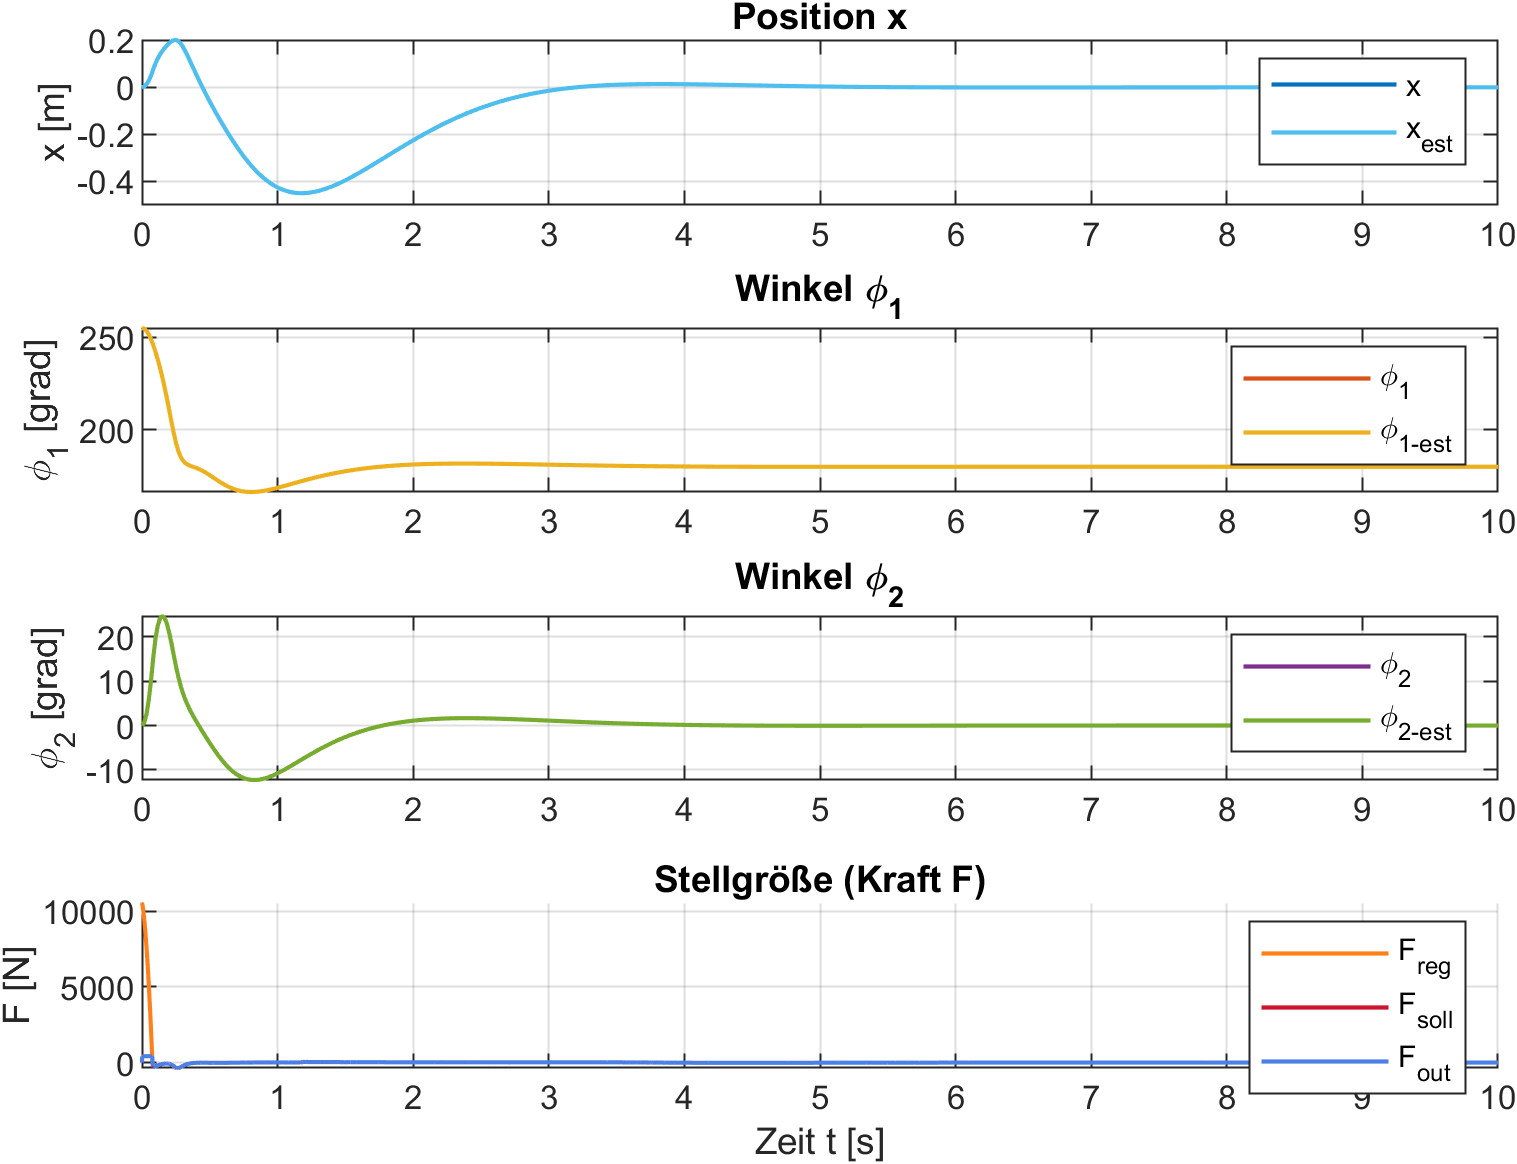 Position x
x [m]
0.2
0
-0.2
-0.4
x
x_est
0 1 2 3 4 5 6 7 8 9 10
Winkel ϕ_1
ϕ_1 [grad]
250
200
ϕ_1
ϕ_1-est
0 1 2 3 4 5 6 7 8 9 10
Winkel ϕ_2
ϕ_2 [grad]
20
10
0
-10
ϕ_2
ϕ_2-est
0 1 2 3 4 5 6 7 8 9 10
Stellgröße (Kraft F)
F [N]
10000
5000
0
F_reg
F_soll
F_out
0 1 2 3 4 5 6 7 8 9 10
Zeit t [s]